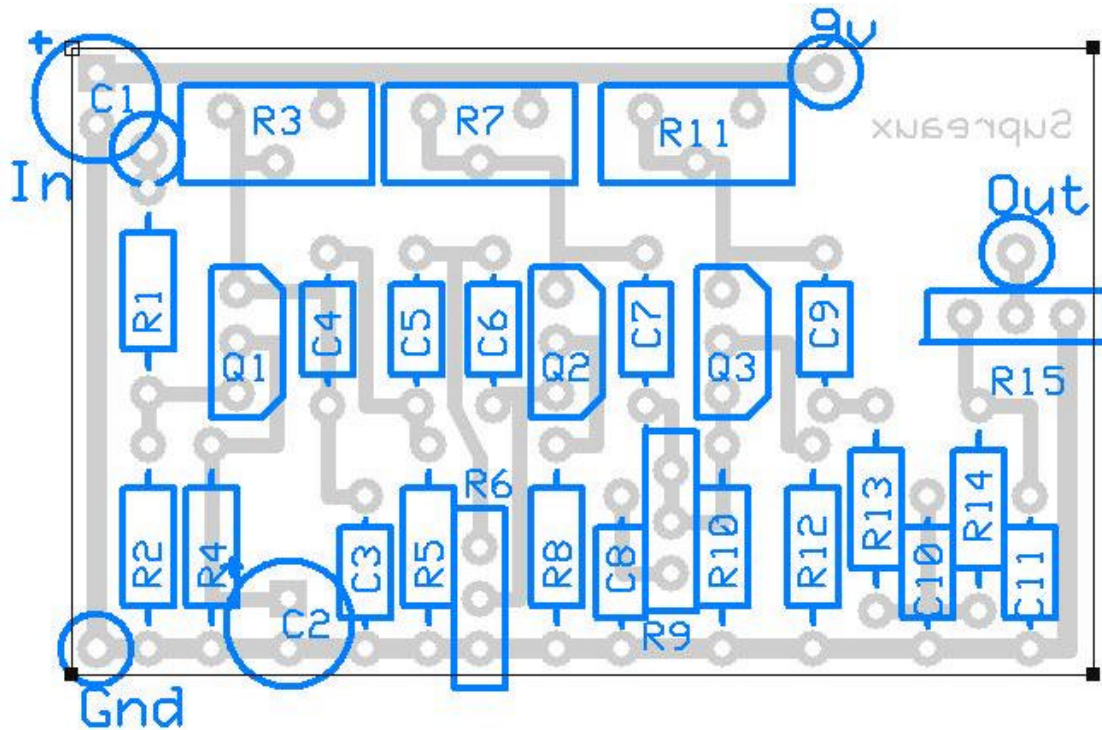 9v
+
C1
R3
R7
R11
Supreaux
In
Out
R1
C4
C5
C6
C7
C9
Q1
Q2
Q3
R15
R6
R2
R4
+
C3
R5
R8
C8
R10
R12
R13
C10
R14
C11
C2
R9
Gnd